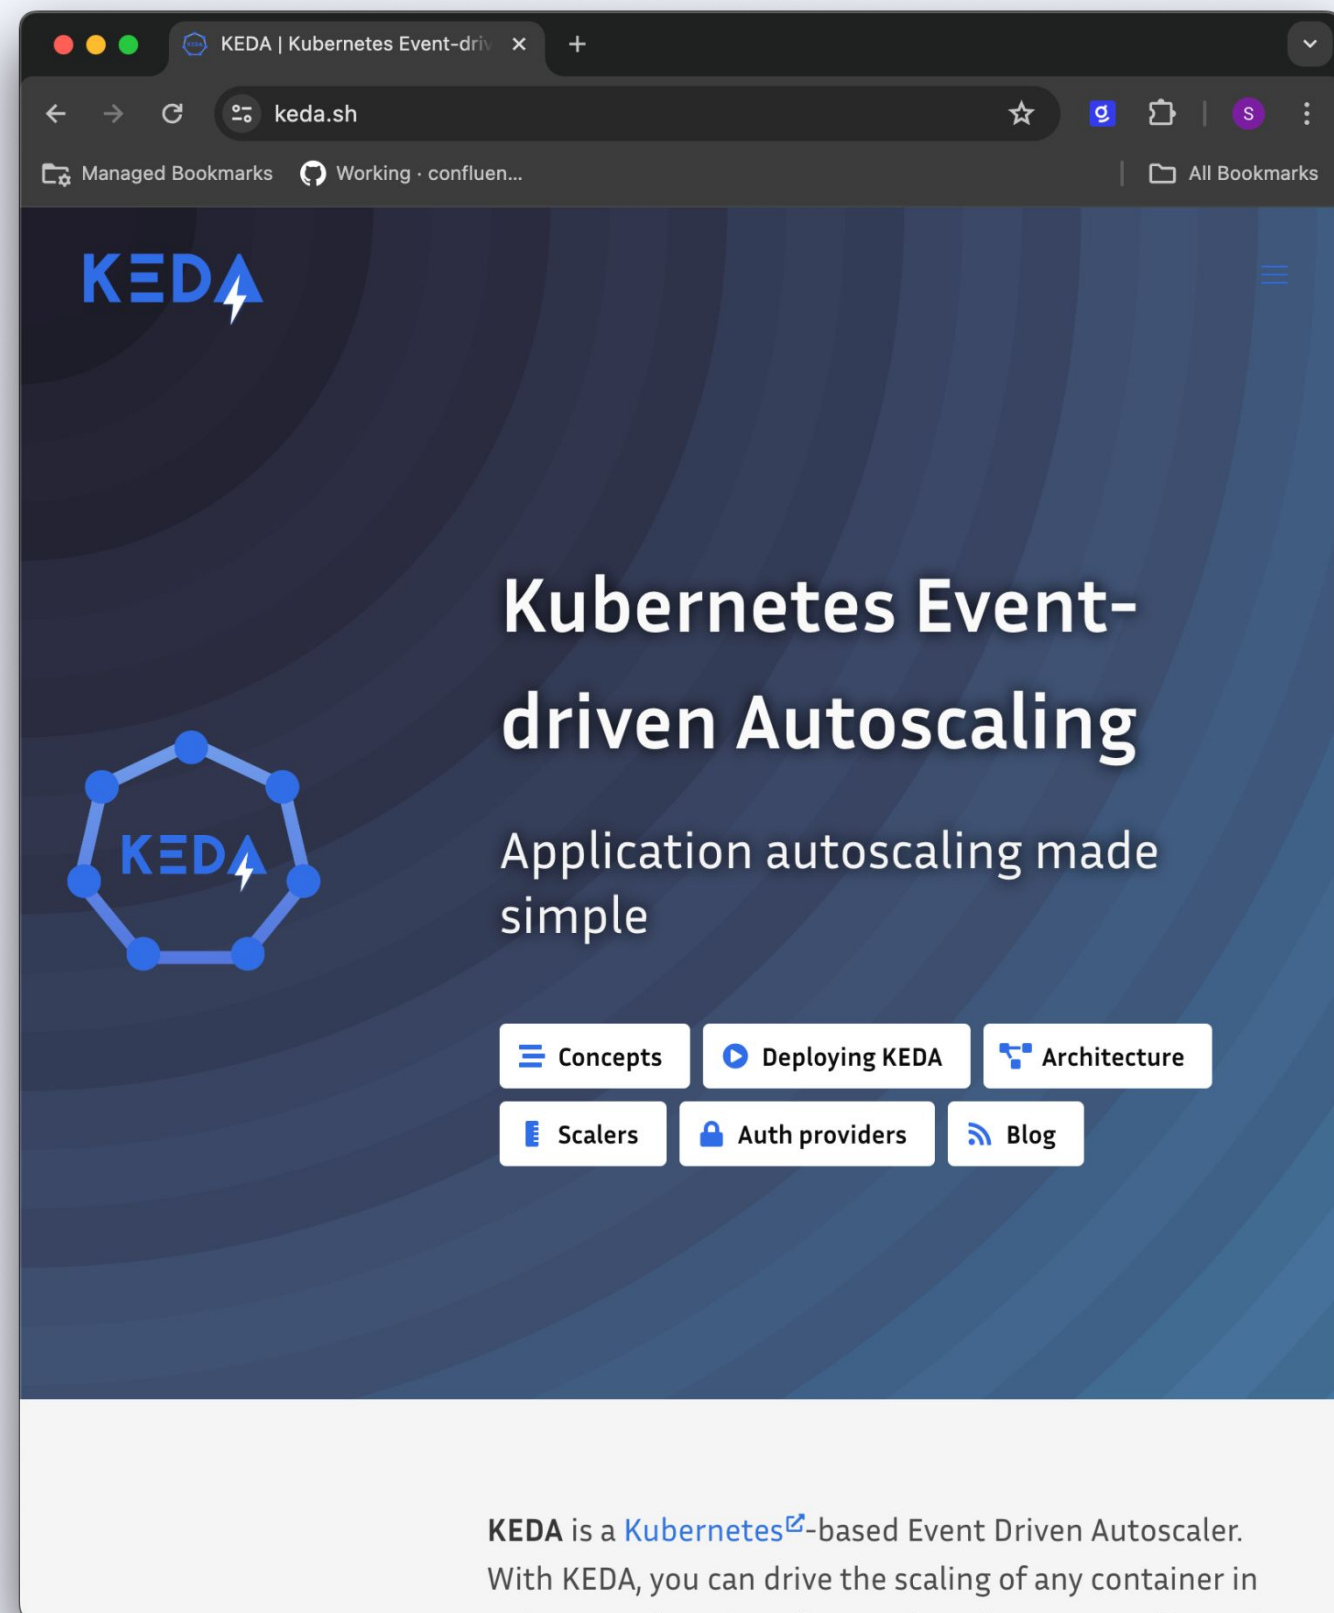 KEDA | Kubernetes Event-driv
keda.sh
S
Managed Bookmarks
Working · confluen...
All Bookmarks
KEDA
Kubernetes Event-
driven Autoscaling
KEDA
Application autoscaling made
simple
Concepts
Deploying KEDA
Architecture
Scalers
Auth providers
Blog
KEDA is a Kubernetes-based Event Driven Autoscaler.
With KEDA, you can drive the scaling of any container in